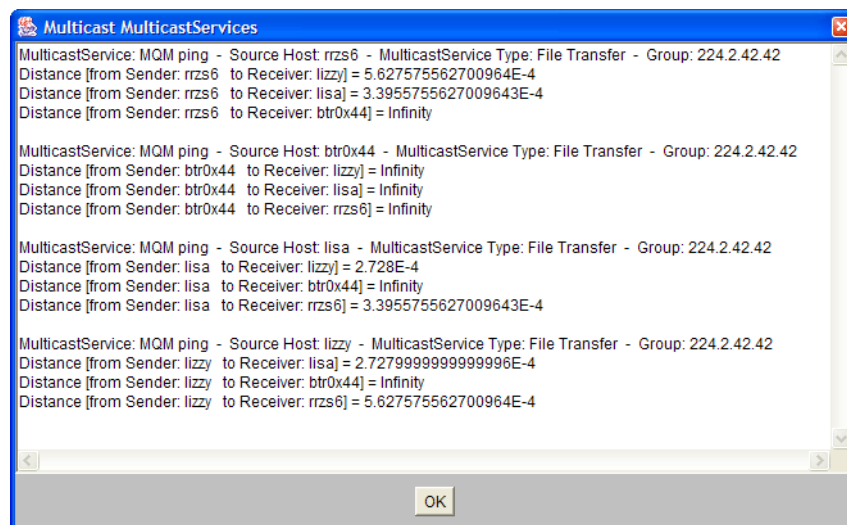 Multicast MulticastServices
MulticastService: MQM ping - Source Host: rrzs6 - MulticastService Type: File Transfer - Group: 224.2.42.42
Distance [from Sender: rrzs6 to Receiver: lizzy] = 5.627575562700964E-4
Distance [from Sender: rrzs6 to Receiver: lisa] = 3.3955755627009643E-4
Distance [from Sender: rrzs6 to Receiver: btr0x44] = Infinity
MulticastService: MQM ping - Source Host: btr0x44 - MulticastService Type: File Transfer - Group: 224.2.42.42
Distance [from Sender: btr0x44 to Receiver: lizzy] = Infinity
Distance [from Sender: btr0x44 to Receiver: lisa] = Infinity
Distance [from Sender: btr0x44 to Receiver: rrzs6] = Infinity
MulticastService: MQM ping - Source Host: lisa - MulticastService Type: File Transfer - Group: 224.2.42.42
Distance [from Sender: lisa to Receiver: lizzy] = 2.728E-4
Distance [from Sender: lisa to Receiver: btr0x44] = Infinity
Distance [from Sender: lisa to Receiver: rrzs6] = 3.3955755627009643E-4
MulticastService: MQM ping - Source Host: lizzy - MulticastService Type: File Transfer - Group: 224.2.42.42
Distance [from Sender: lizzy to Receiver: lisa] = 2.7279999999999996E-4
Distance [from Sender: lizzy to Receiver: btr0x44] = Infinity
Distance [from Sender: lizzy to Receiver: rrzs6] = 5.627575562700964E-4
OK